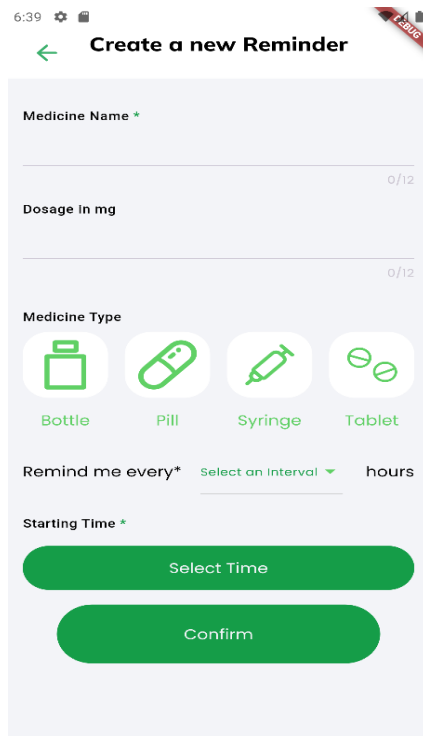 6:39
DEBUG
Create a new Reminder
Medicine Name *
0/12
Dosage in mg
0/12
Medicine Type
Bottle Pill Syringe Tablet
Remind me every* Select an Interval hours
Starting Time *
Select Time
Confirm